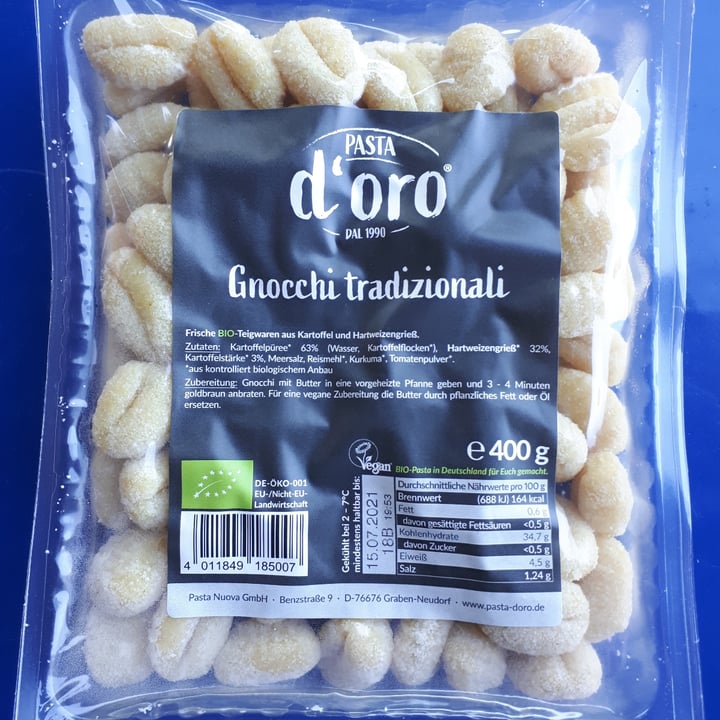 PASTA
d'oro®
DAL 1990
Gnocchi tradizionali
Frische BIO-Teigwaren aus Kartoffel und Hartweizengrieß.
Zutaten: Kartoffelpüree* 63% (Wasser, Kartoffelflocken*), Hartweizengrieß* 32%,
Kartoffelstärke* 3%, Meersalz, Reismehl*, Kurkuma*, Tomatenpulver*.
*aus kontrolliert biologischem Anbau
Zubereitung: Gnocchi mit Butter in eine vorgeheizte Pfanne geben und 3 - 4 Minuten
goldbraun anbraten. Für eine vegane Zubereitung die Butter durch pflanzliches Fett oder Öl
ersetzen.
e 400 g
Vegan
BIO-Pasta in Deutschland für Euch gemacht.
DE-ÖKO-001
EU-/Nicht-EU-
Landwirtschaft
4 011849 185007
Gekühlt bei 2 – 7°C
mindestens haltbar bis:
15.07.2021
18B 19:53
Durchschnittliche Nährwerte pro 100 g
Brennwert (688 kJ) 164 kcal
Fett 0,6 g
davon gesättigte Fettsäuren <0,5 g
Kohlenhydrate 34,7 g
davon Zucker <0,5 g
Eiweiß 4,5 g
Salz 1,24 g
Pasta Nuova GmbH · Benzstraße 9 · D-76676 Graben-Neudorf · www.pasta-doro.de